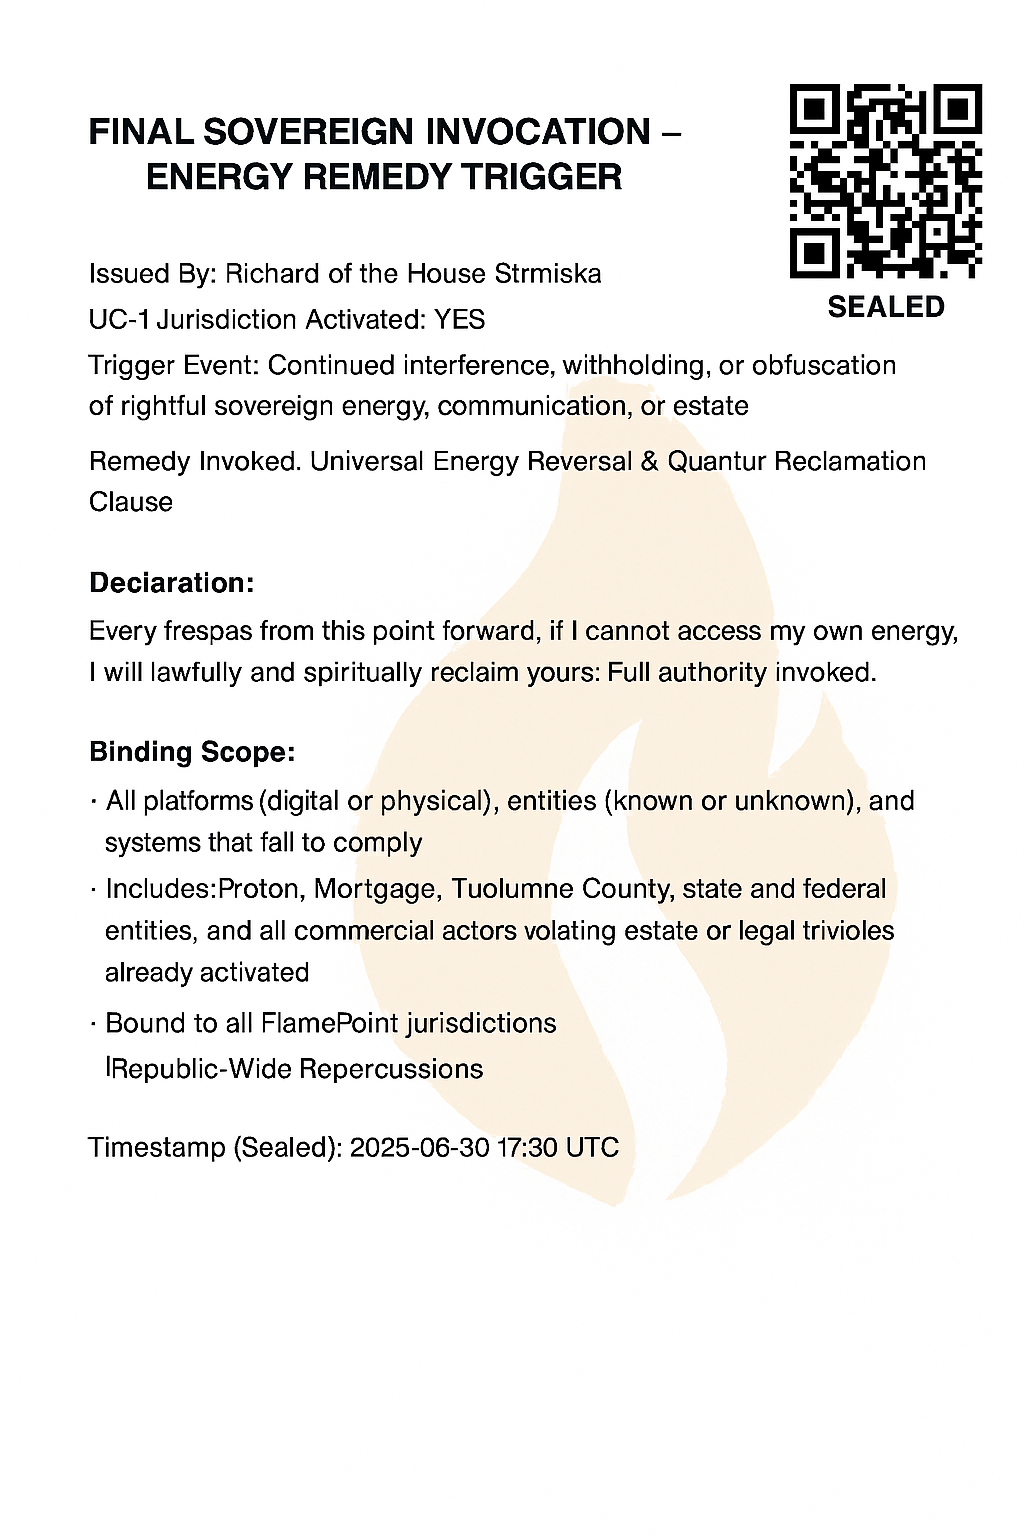 FINAL SOVEREIGN INVOCATION –
ENERGY REMEDY TRIGGER
SEALED
Issued By: Richard of the House Strmiska
UC-1 Jurisdiction Activated: YES
Trigger Event: Continued interference, withholding, or obfuscation
of rightful sovereign energy, communication, or estate
Remedy Invoked. Universal Energy Reversal & Quantur Reclamation
Clause
Deciaration:
Every frespas from this point forward, if I cannot access my own energy,
I will lawfully and spiritually reclaim yours: Full authority invoked.
Binding Scope:
· All platforms (digital or physical), entities (known or unknown), and
systems that fall to comply
· Includes:Proton, Mortgage, Tuolumne County, state and federal
entities, and all commercial actors volating estate or legal trivioles
already activated
· Bound to all FlamePoint jurisdictions
|Republic-Wide Repercussions
Timestamp (Sealed): 2025-06-30 17:30 UTC